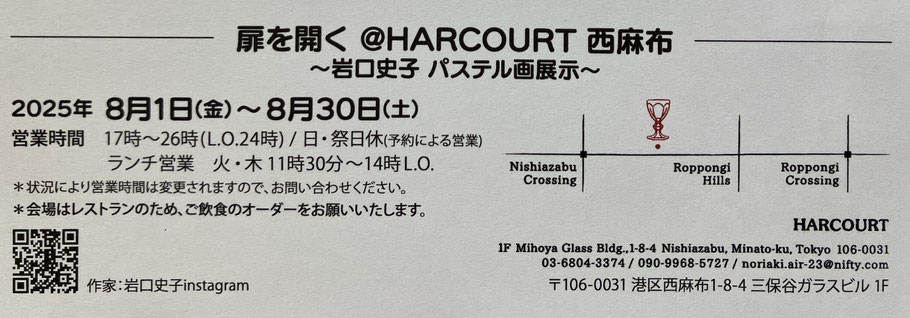 扉を開く @HARCOURT 西麻布
～岩口史子 パステル画展示～
2025年 8月1日(金)～8月30日(土)
営業時間 17時～26時(L.O.24時) / 日・祭日休(予約による営業)
ランチ営業 火・木 11時30分～14時L.O.
＊状況により営業時間は変更されますので、お問い合わせください。
＊会場はレストランのため、ご飲食のオーダーをお願いいたします。
作家：岩口史子instagram
Nishiazabu
Crossing
Roppongi
Hills
Roppongi
Crossing
HARCOURT
1F Mihoya Glass Bldg.,1-8-4 Nishiazabu, Minato-ku, Tokyo 106-0031
03-6804-3374 / 090-9968-5727 / noriaki.air-23@nifty.com
〒106-0031 港区西麻布1-8-4 三保谷ガラスビル 1F